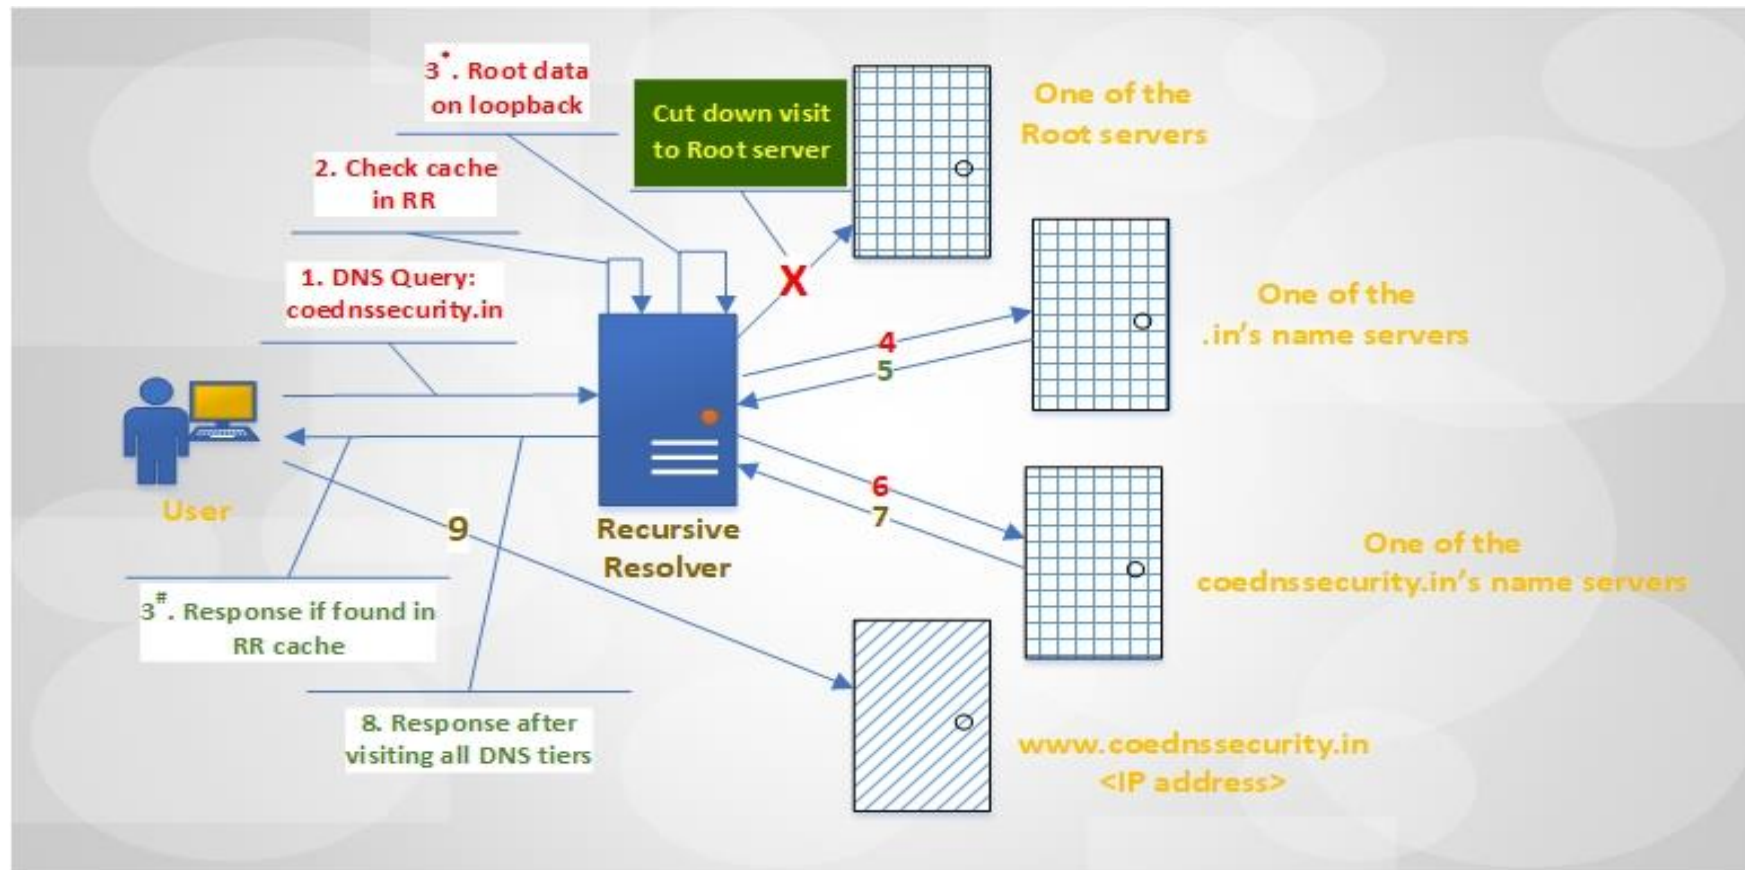 3*. Root data
on loopback
Cut down visit
to Root server
One of the
Root servers
2. Check cache
in RR
1. DNS Query:
coednssecurity.in
X
One of the
.in's name servers
4
5
User
9
Recursive
Resolver
6
7
One of the
coednssecurity.in's name servers
3#. Response if found in
RR cache
8. Response after
visiting all DNS tiers
www.coednssecurity.in
<IP address>